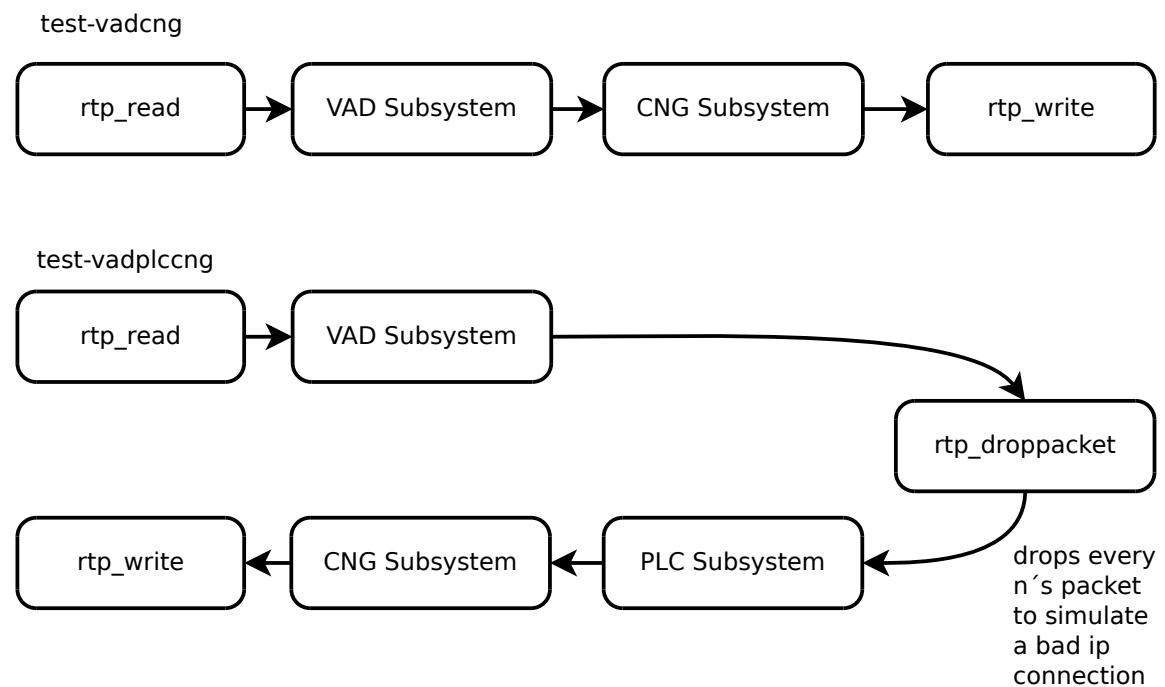 test-vadcng
rtp_read
VAD Subsystem
CNG Subsystem
rtp_write
test-vadplccng
rtp_read
VAD Subsystem
rtp_droppacket
rtp_write
CNG Subsystem
PLC Subsystem
drops every
n´s packet
to simulate
a bad ip
connection